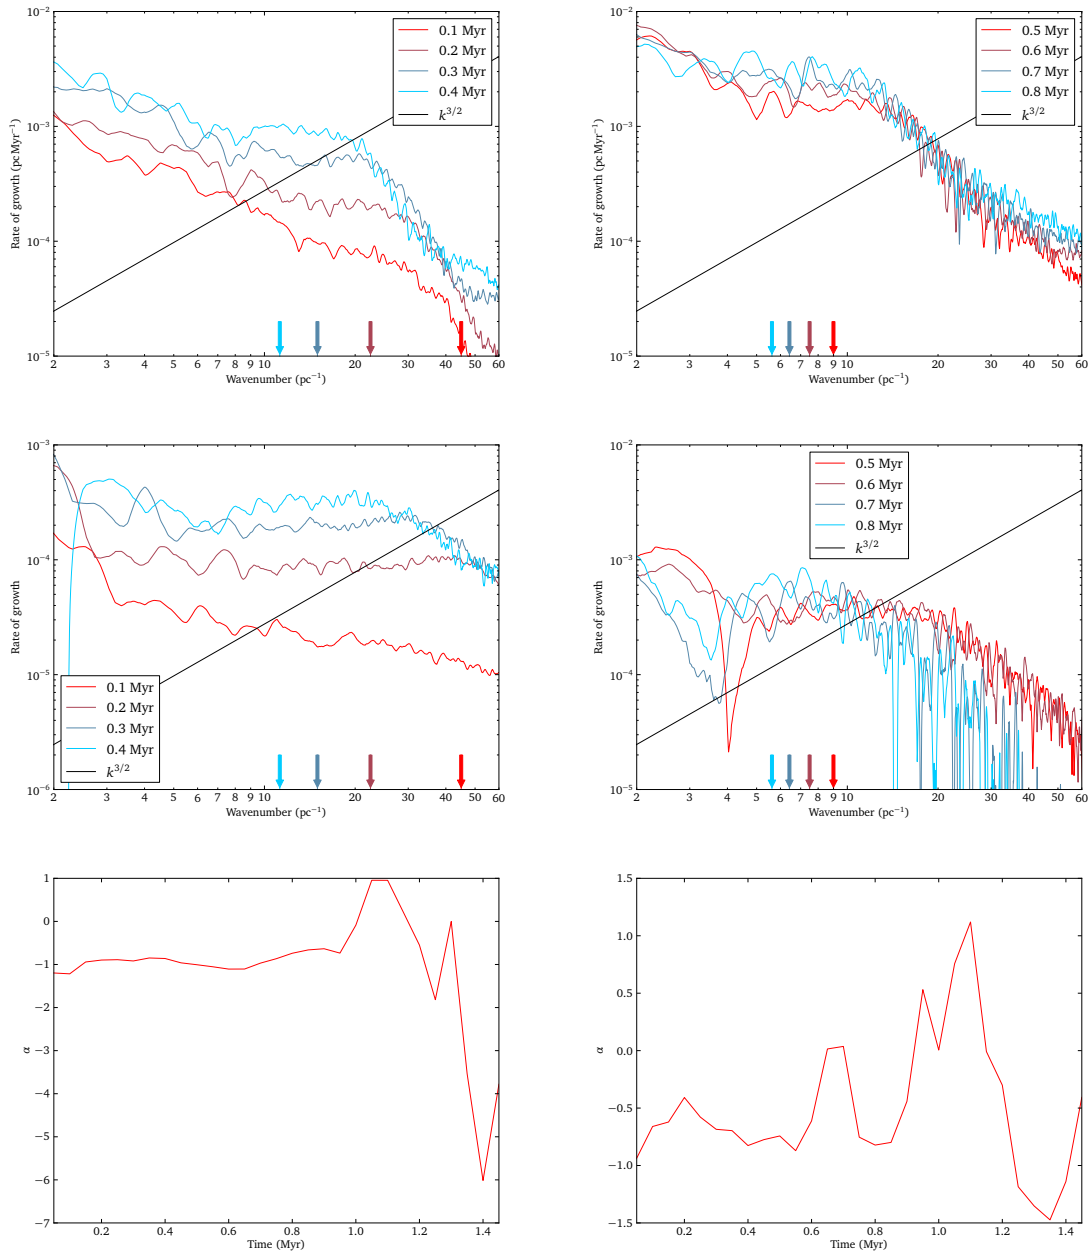 10⁻²
10⁻³
10⁻⁴
10⁻⁵
Rate of growth (pc Myr⁻¹)
0.1 Myr
0.2 Myr
0.3 Myr
0.4 Myr
k³/²
2 3 4 5 6 7 8 9 10 20 30 40 50 60
Wavenumber (pc⁻¹)
10⁻²
10⁻³
10⁻⁴
10⁻⁵
Rate of growth (pc Myr⁻¹)
0.5 Myr
0.6 Myr
0.7 Myr
0.8 Myr
k³/²
2 3 4 5 6 7 8 9 10 20 30 40 50 60
Wavenumber (pc⁻¹)
10⁻³
10⁻⁴
10⁻⁵
10⁻⁶
Rate of growth
0.1 Myr
0.2 Myr
0.3 Myr
0.4 Myr
k³/²
2 3 4 5 6 7 8 9 10 20 30 40 50 60
Wavenumber (pc⁻¹)
10⁻²
10⁻³
10⁻⁴
10⁻⁵
Rate of growth
0.5 Myr
0.6 Myr
0.7 Myr
0.8 Myr
k³/²
2 3 4 5 6 7 8 9 10 20 30 40 50 60
Wavenumber (pc⁻¹)
1
0
−1
−2
−3
−4
−5
−6
−7
α
0.2 0.4 0.6 0.8 1.0 1.2 1.4
Time (Myr)
1.5
1.0
0.5
0.0
−0.5
−1.0
−1.5
α
0.2 0.4 0.6 0.8 1.0 1.2 1.4
Time (Myr)